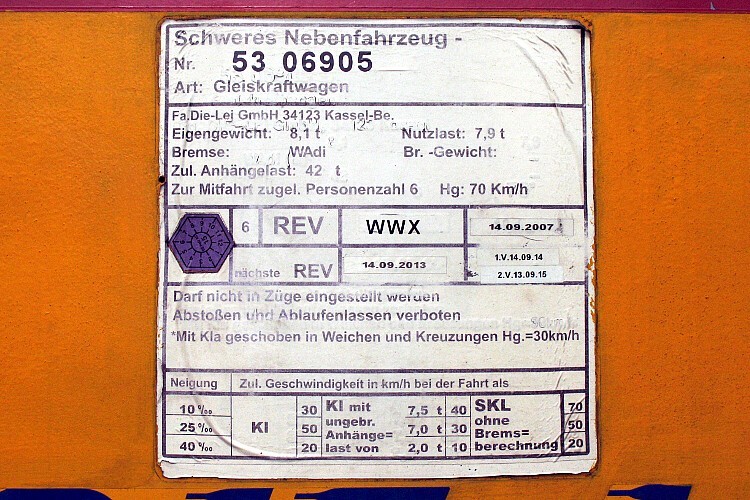 Schweres Nebenfahrzeug -
Nr. 53 06905
Art: Gleiskraftwagen
Fa.Die-Lei GmbH 34123 Kassel-Be.
Eigengewicht: 8,1 t Nutzlast: 7,9 t
Bremse: WAdi Br. -Gewicht:
Zul. Anhängelast: 42 t
Zur Mitfahrt zugel. Personenzahl 6 Hg: 70 Km/h
6 REV WWX 14.09.2007
nächste REV 14.09.2013 1.V.14.09.14
2.V.13.09.15
Darf nicht in Züge eingestellt werden
Abstoßen und Ablaufenlassen verboten
*Mit Kla geschoben in Weichen und Kreuzungen Hg.=30km/h
Neigung Zul. Geschwindigkeit in km/h bei der Fahrt als
10 ‰ KI 30 KI mit 7,5 t 40 SKL 70
25 ‰ 50 ungebr. Anhänge= 7,0 t 30 ohne Brems= 50
40 ‰ 20 last von 2,0 t 10 berechnung 20